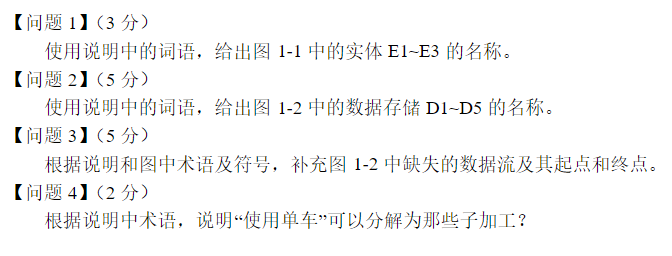 【问题 1】（3 分）
使用说明中的词语，给出图 1-1 中的实体 E1~E3 的名称。
【问题 2】（5 分）
使用说明中的词语，给出图 1-2 中的数据存储 D1~D5 的名称。
【问题 3】（5 分）
根据说明和图中术语及符号，补充图 1-2 中缺失的数据流及其起点和终点。
【问题 4】（2 分）
根据说明中术语，说明“使用单车”可以分解为那些子加工？